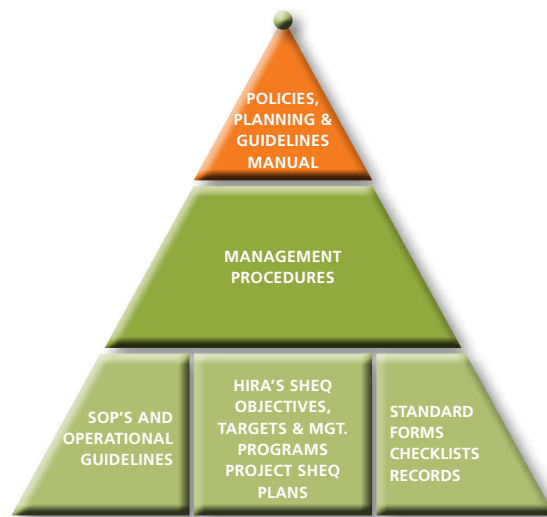 POLICIES,
PLANNING &
GUIDELINES
MANUAL
MANAGEMENT
PROCEDURES
SOP'S AND
OPERATIONAL
GUIDELINES
HIRA'S SHEQ
OBJECTIVES,
TARGETS & MGT.
PROGRAMS
PROJECT SHEQ
PLANS
STANDARD
FORMS
CHECKLISTS
RECORDS